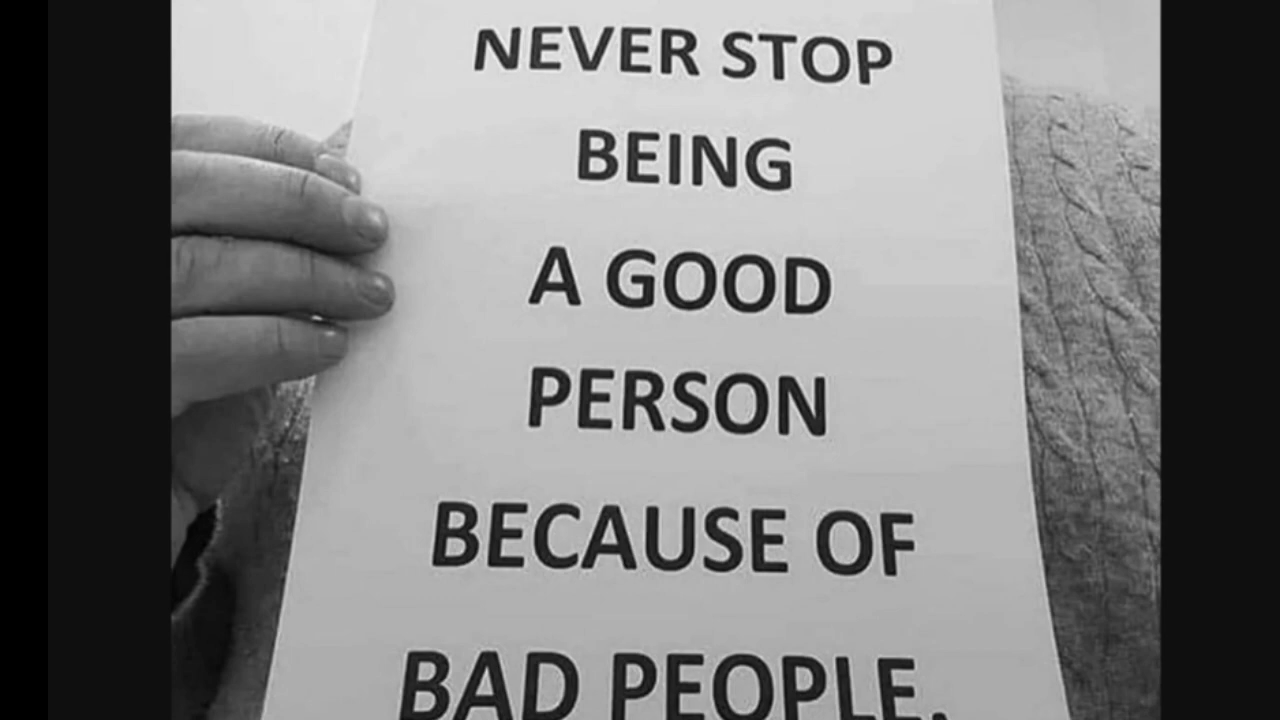 NEVER STOP
BEING
A GOOD
PERSON
BECAUSE OF
BAD PEOPLE.